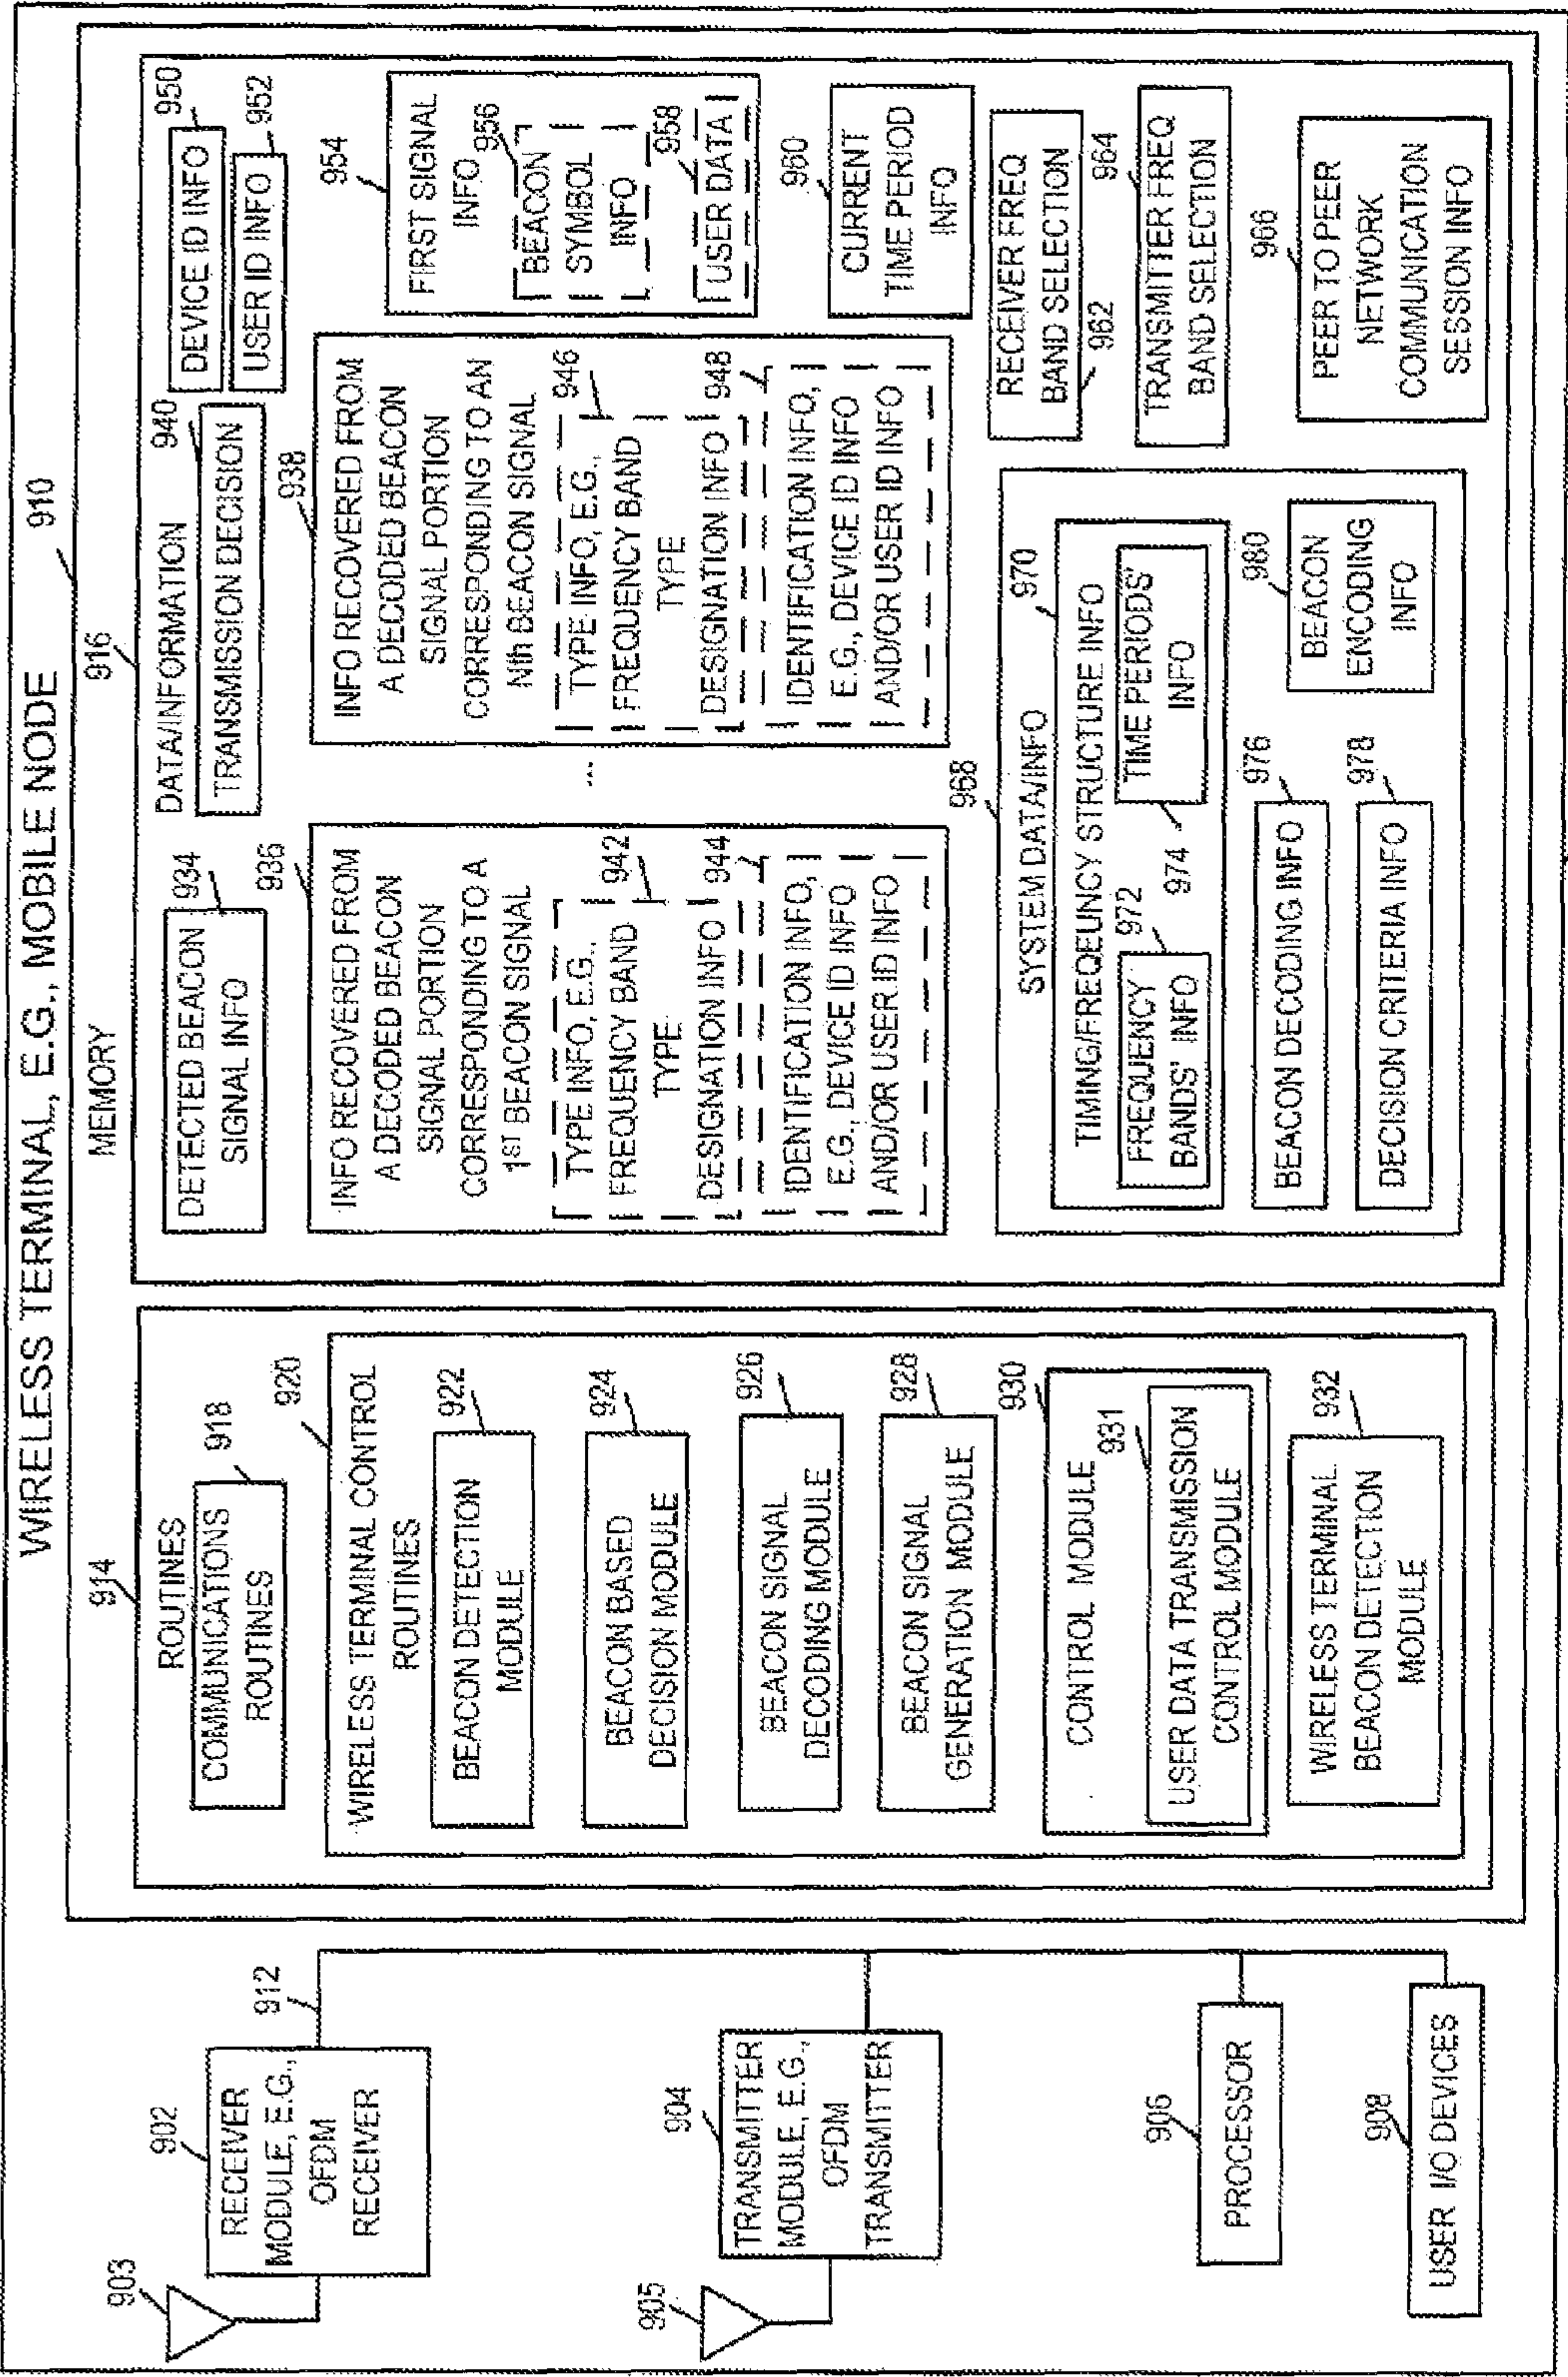 WIRELESS TERMINAL, E.G., MOBILE NODE
910
903
902
RECEIVER
MODULE, E.G.,
OFDM
RECEIVER
912
905
904
TRANSMITTER
MODULE, E.G.,
OFDM
TRANSMITTER
906
PROCESSOR
908
USER I/O DEVICES
MEMORY
914
ROUTINES
918
COMMUNICATIONS
ROUTINES
920
WIRELESS TERMINAL CONTROL
ROUTINES
922
BEACON DETECTION
MODULE
924
BEACON BASED
DECISION MODULE
926
BEACON SIGNAL
DECODING MODULE
928
BEACON SIGNAL
GENERATION MODULE
930
CONTROL MODULE
931
USER DATA TRANSMISSION
CONTROL MODULE
932
WIRELESS TERMINAL
BEACON DETECTION
MODULE
916
DATA/INFORMATION
934
DETECTED BEACON
SIGNAL INFO
940
TRANSMISSION DECISION
950
DEVICE ID INFO
952
USER ID INFO
936
INFO RECOVERED FROM
A DECODED BEACON
SIGNAL PORTION
CORRESPONDING TO A
1ST BEACON SIGNAL
942
TYPE INFO, E.G.,
FREQUENCY BAND
TYPE
DESIGNATION INFO
944
IDENTIFICATION INFO,
E.G., DEVICE ID INFO
AND/OR USER ID INFO
...
938
INFO RECOVERED FROM
A DECODED BEACON
SIGNAL PORTION
CORRESPONDING TO AN
Nth BEACON SIGNAL
946
TYPE INFO, E.G.,
FREQUENCY BAND
TYPE
DESIGNATION INFO
948
IDENTIFICATION INFO,
E.G., DEVICE ID INFO
AND/OR USER ID INFO
954
FIRST SIGNAL
INFO
956
BEACON
SYMBOL
INFO
958
USER DATA
960
CURRENT
TIME PERIOD
INFO
RECEIVER FREQ
BAND SELECTION
962
964
TRANSMITTER FREQ
BAND SELECTION
966
PEER TO PEER
NETWORK
COMMUNICATION
SESSION INFO
968
SYSTEM DATA/INFO
970
TIMING/FREQEUNCY STRUCTURE INFO
972
FREQUENCY
BANDS' INFO
974
TIME PERIODS'
INFO
976
BEACON DECODING INFO
978
DECISION CRITERIA INFO
980
BEACON
ENCODING
INFO